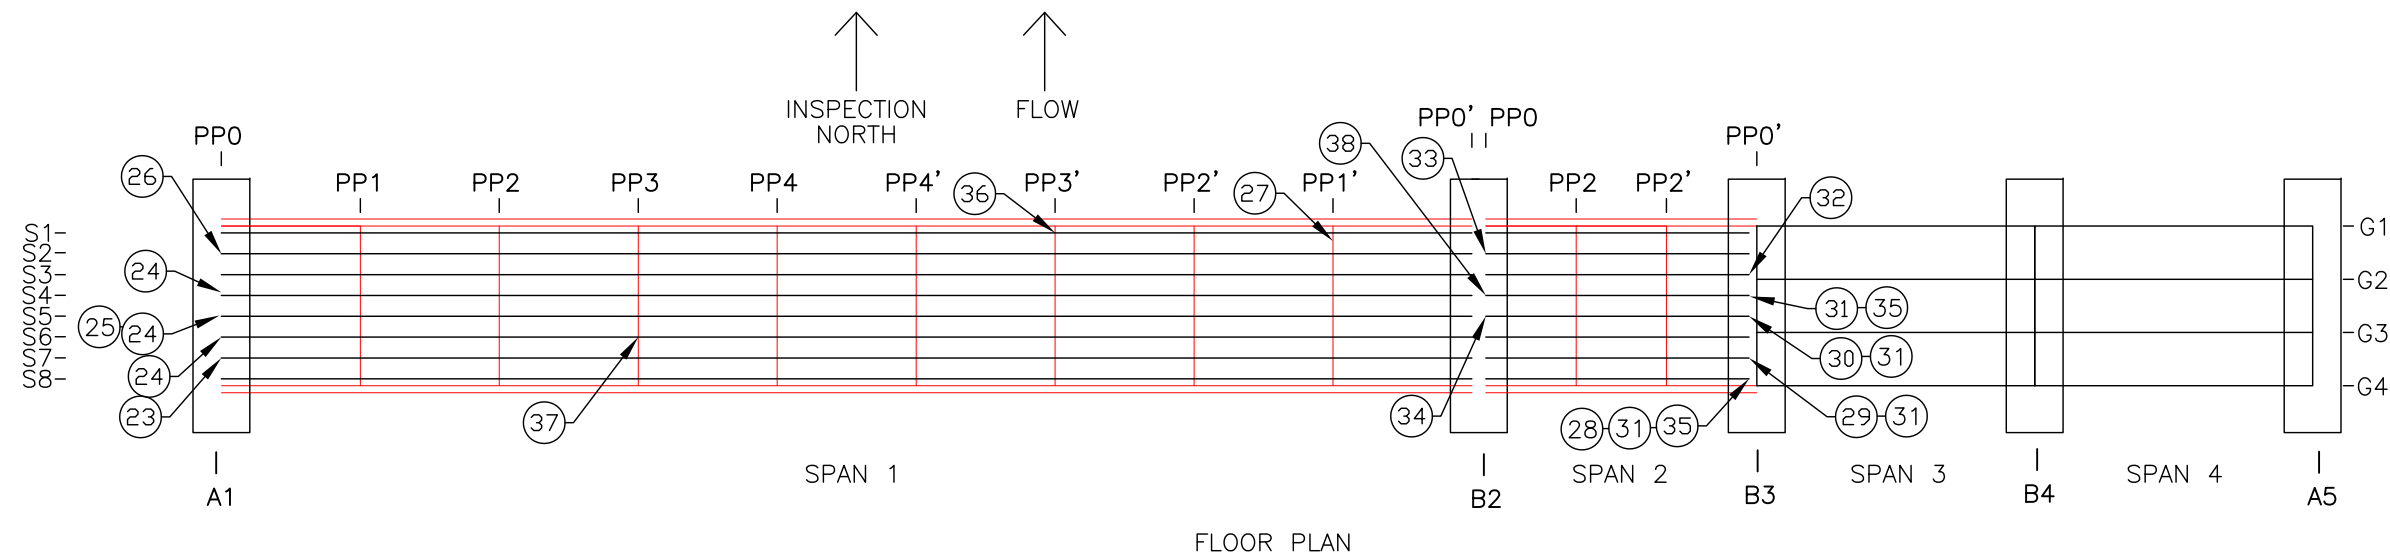 INSPECTION
NORTH
FLOW
PP0
PP0' PP0
PP0'
PP1 PP2 PP3 PP4 PP4' PP3' PP2' PP1' PP2 PP2'
26
36
27
38
33
32
S1
S2
S3
S4
S5
S6
S7
S8
24
25 24
24
23
37
34
31 35
30 31
29 31
28 31 35
G1
G2
G3
G4
SPAN 1
SPAN 2
SPAN 3
SPAN 4
A1
B2
B3
B4
A5
FLOOR PLAN